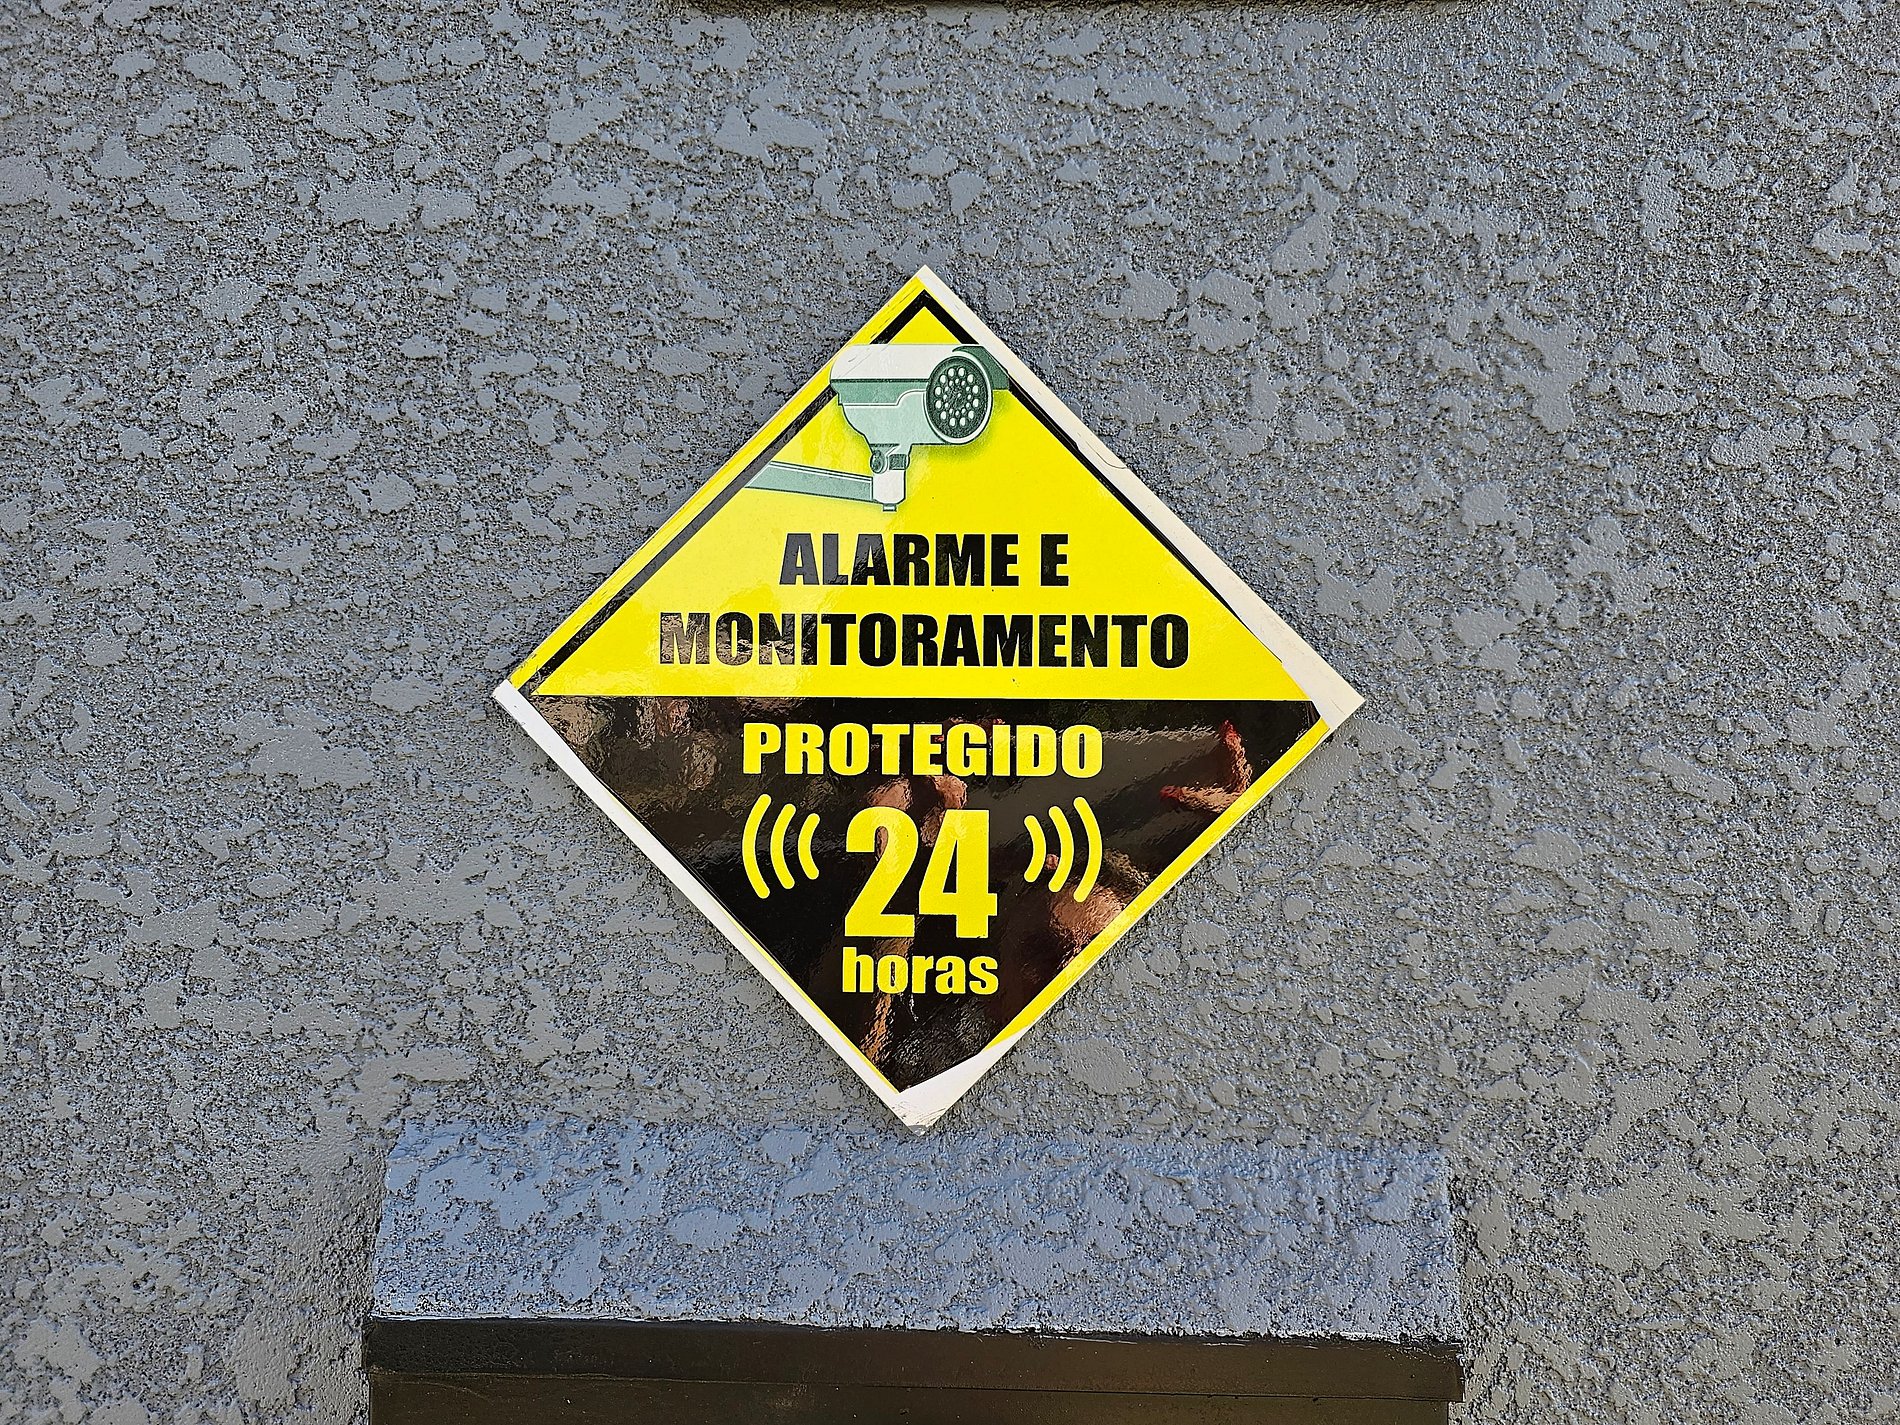 ALARME E
MONITORAMENTO
PROTEGIDO
24
horas